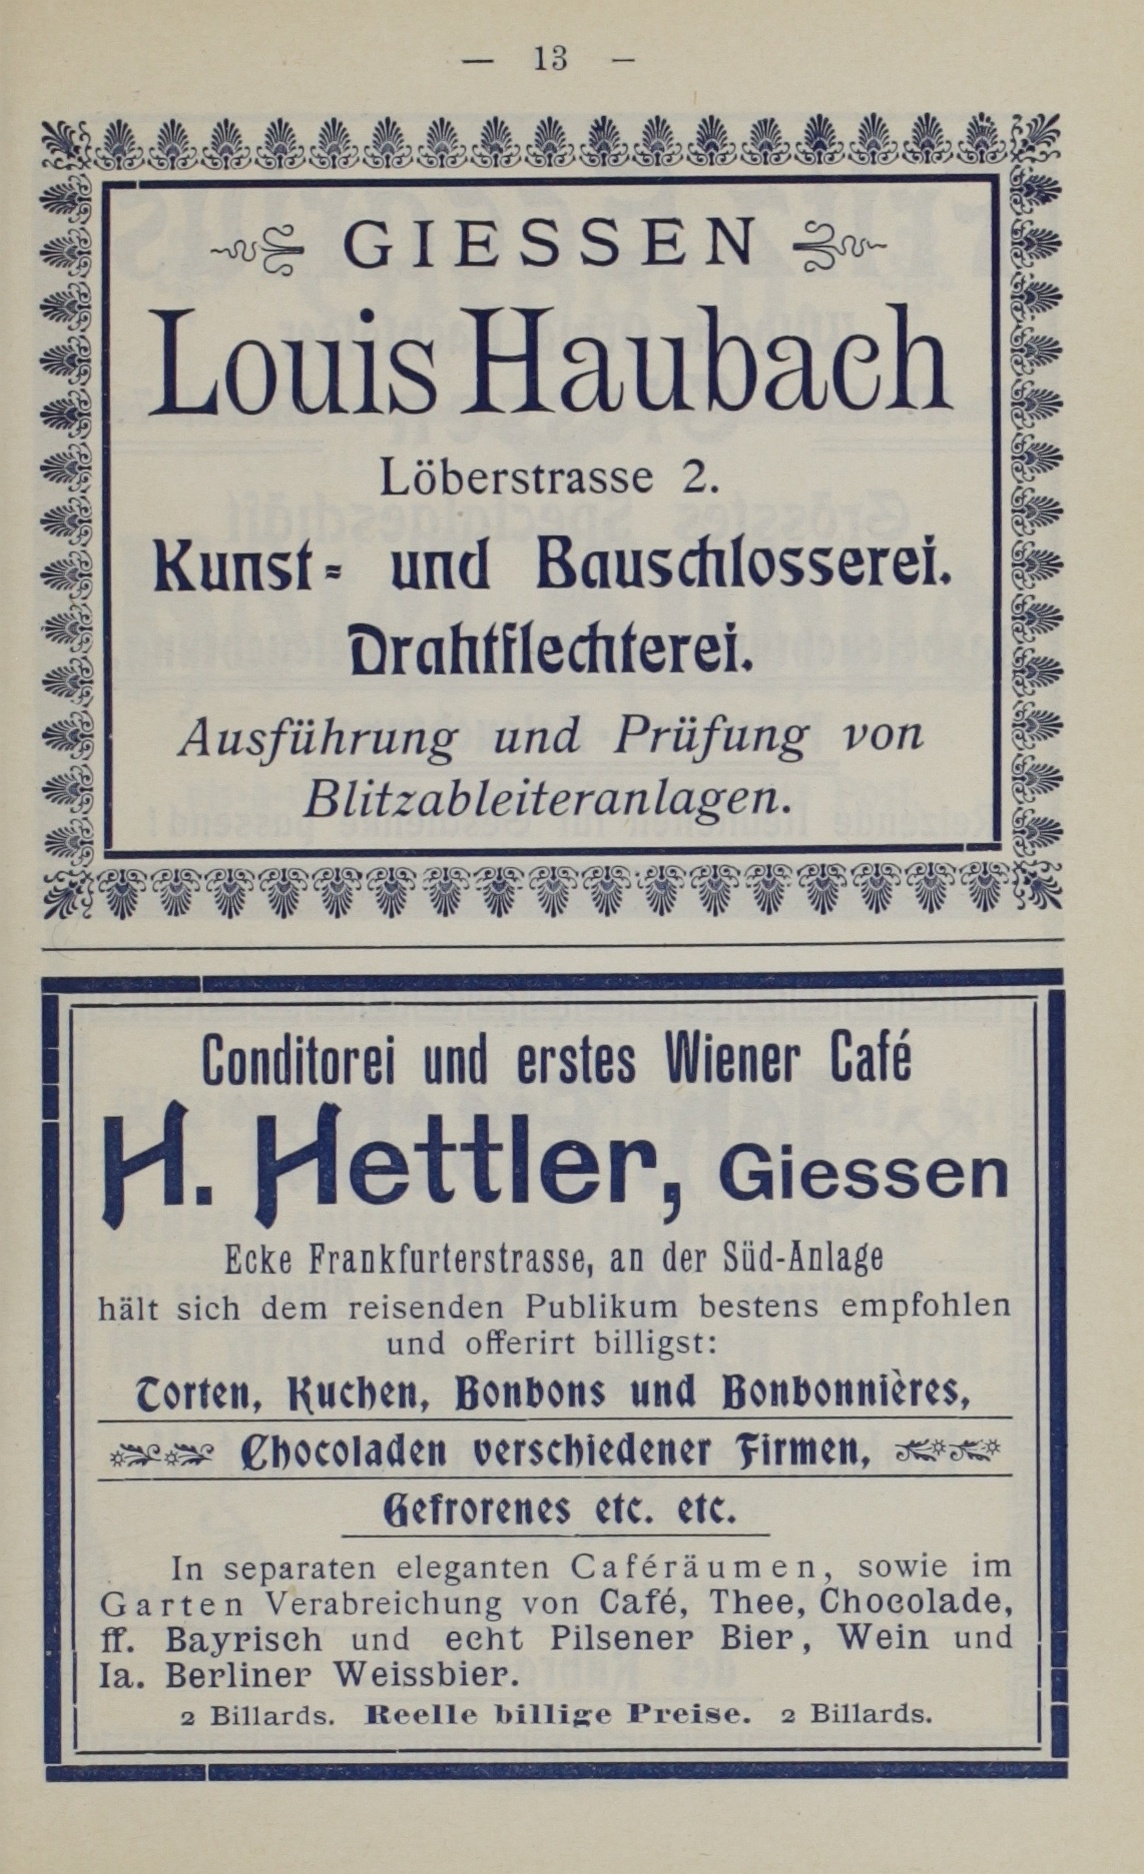 — 13 —
GIESSEN
Louis Haubach
Löberstrasse 2.
Kunst- und Bauschlosserei.
Drahtflechterei.
Ausführung und Prüfung von
Blitzableiteranlagen.
Conditorei und erstes Wiener Café
H. Hettler, Giessen
Ecke Frankfurterstrasse, an der Süd-Anlage
hält sich dem reisenden Publikum bestens empfohlen
und offerirt billigst:
Torten, Kuchen, Bonbons und Bonbonnières,
Chocoladen verschiedener Firmen,
Gefrorenes etc. etc.
In separaten eleganten Caféräumen, sowie im
Garten Verabreichung von Café, Thee, Chocolade,
ff. Bayrisch und echt Pilsener Bier, Wein und
Ia. Berliner Weissbier.
2 Billards. Reelle billige Preise. 2 Billards.